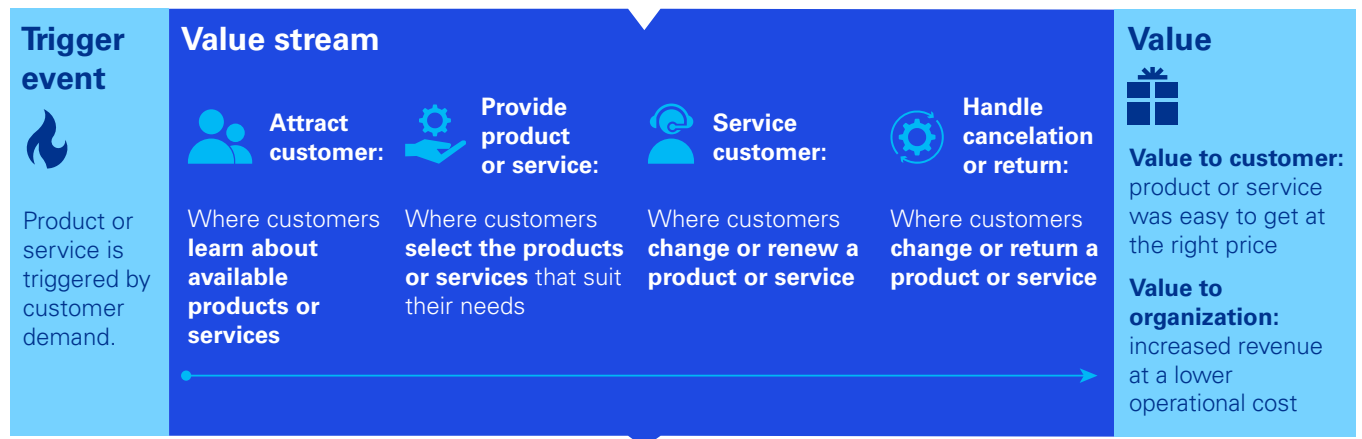 Trigger
event
Product or
service is
triggered by
customer
demand.
Value stream
Attract
customer:
Where customers
learn about
available
products or
services
Provide
product
or service:
Where customers
select the products
or services that suit
their needs
Service
customer:
Where customers
change or renew a
product or service
Handle
cancelation
or return:
Where customers
change or return a
product or service
Value
Value to customer:
product or service
was easy to get at
the right price
Value to
organization:
increased revenue
at a lower
operational cost